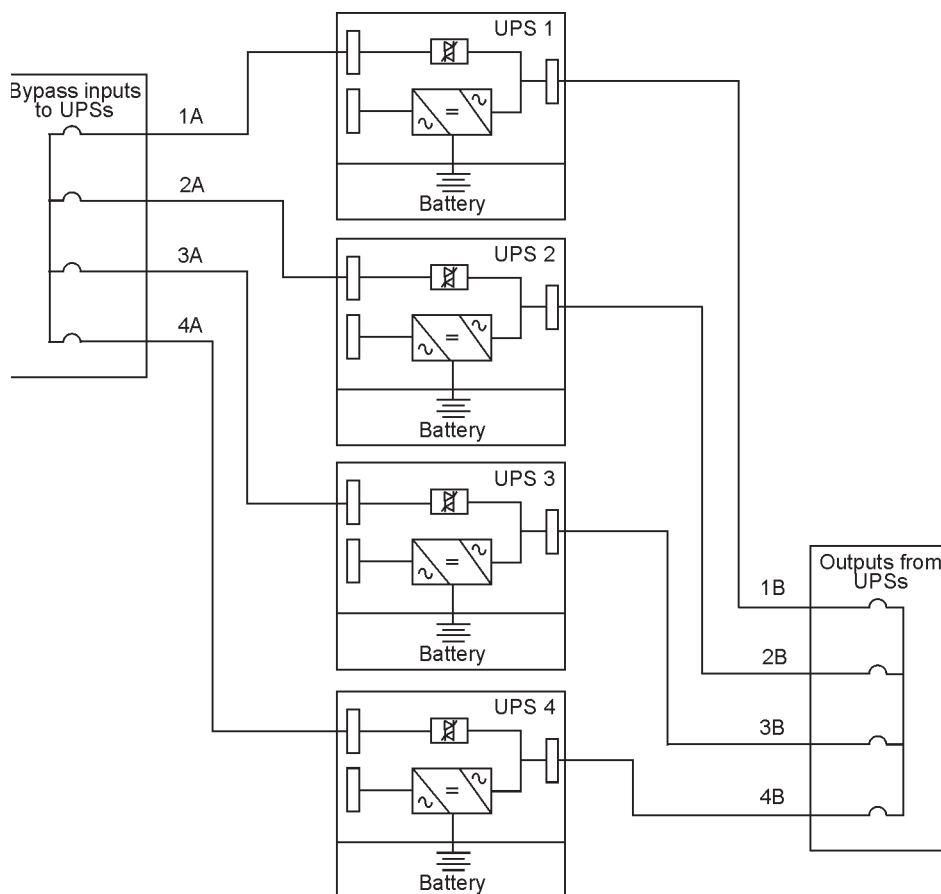 UPS 1
Bypass inputs
to UPSs
1A
2A
3A
4A
Battery
UPS 2
Battery
UPS 3
Battery
UPS 4
Battery
Outputs from
UPSs
1B
2B
3B
4B